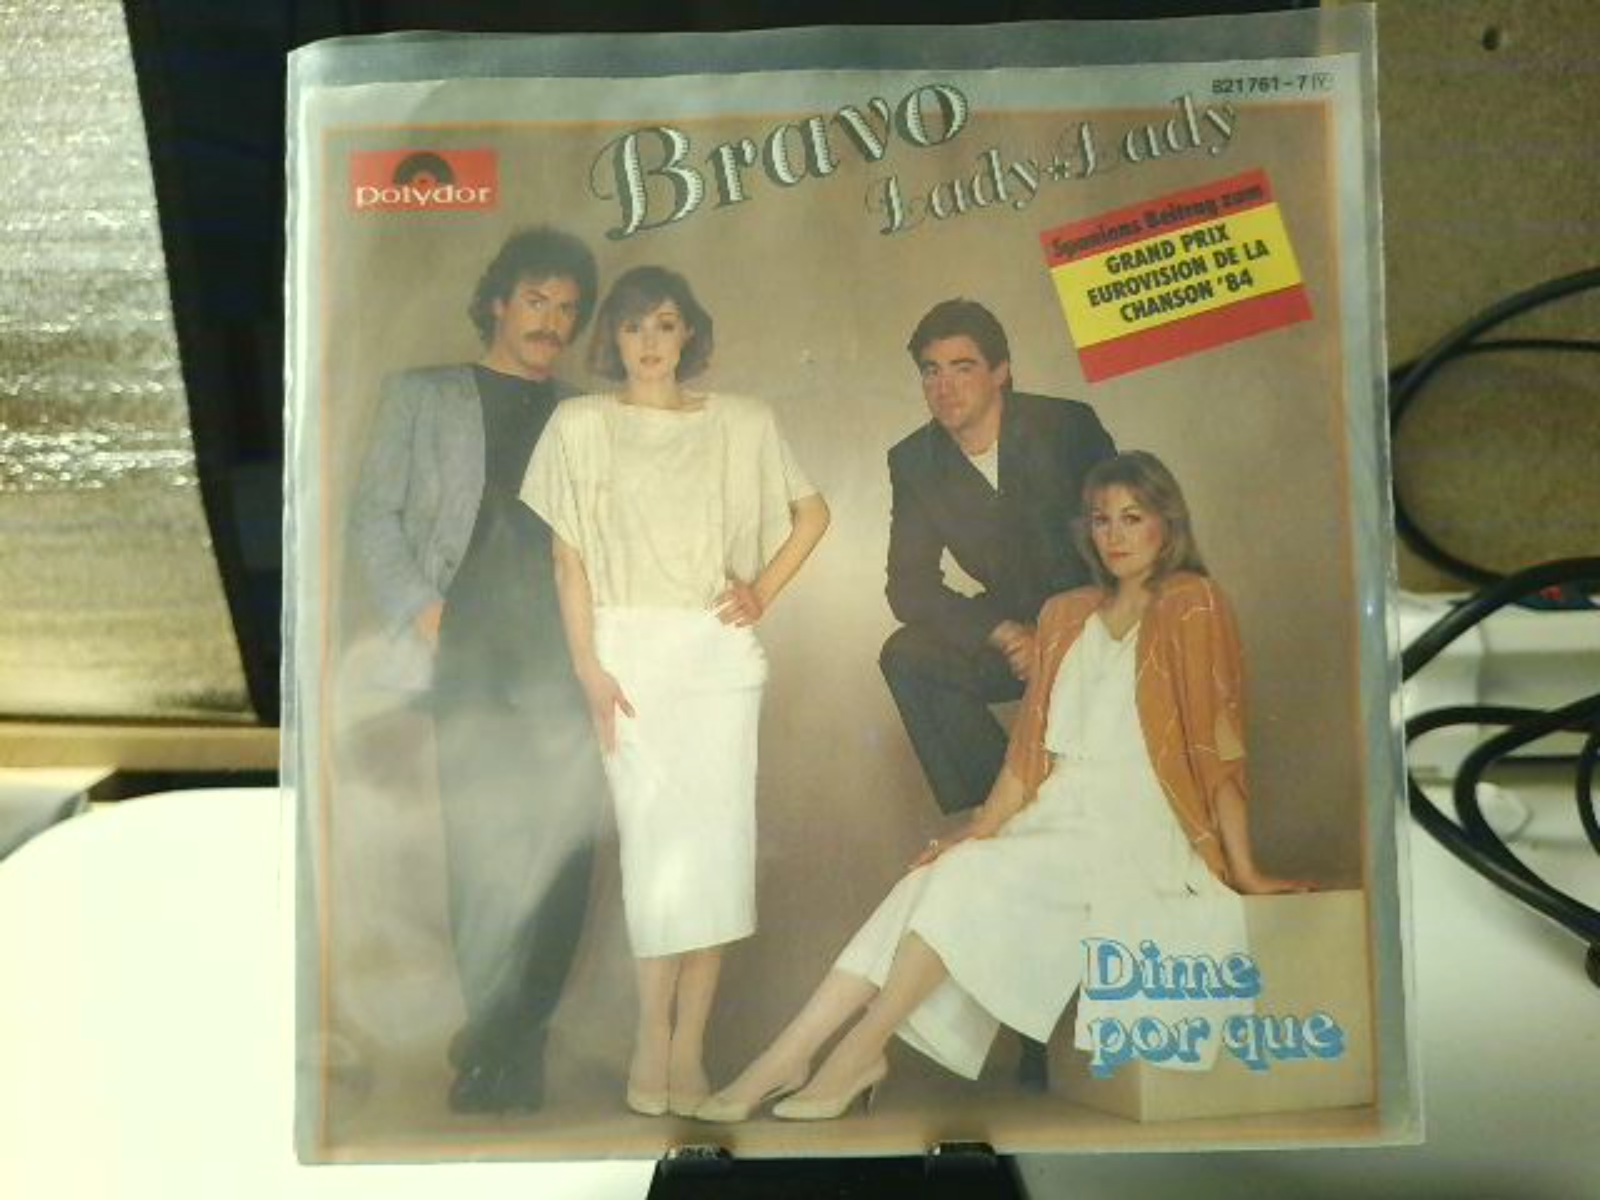 821761-7
Bravo
Lady*Lady
polydor
Spaniens Beitrag zum
GRAND PRIX
EUROVISION DE LA
CHANSON '84
Dime
por que